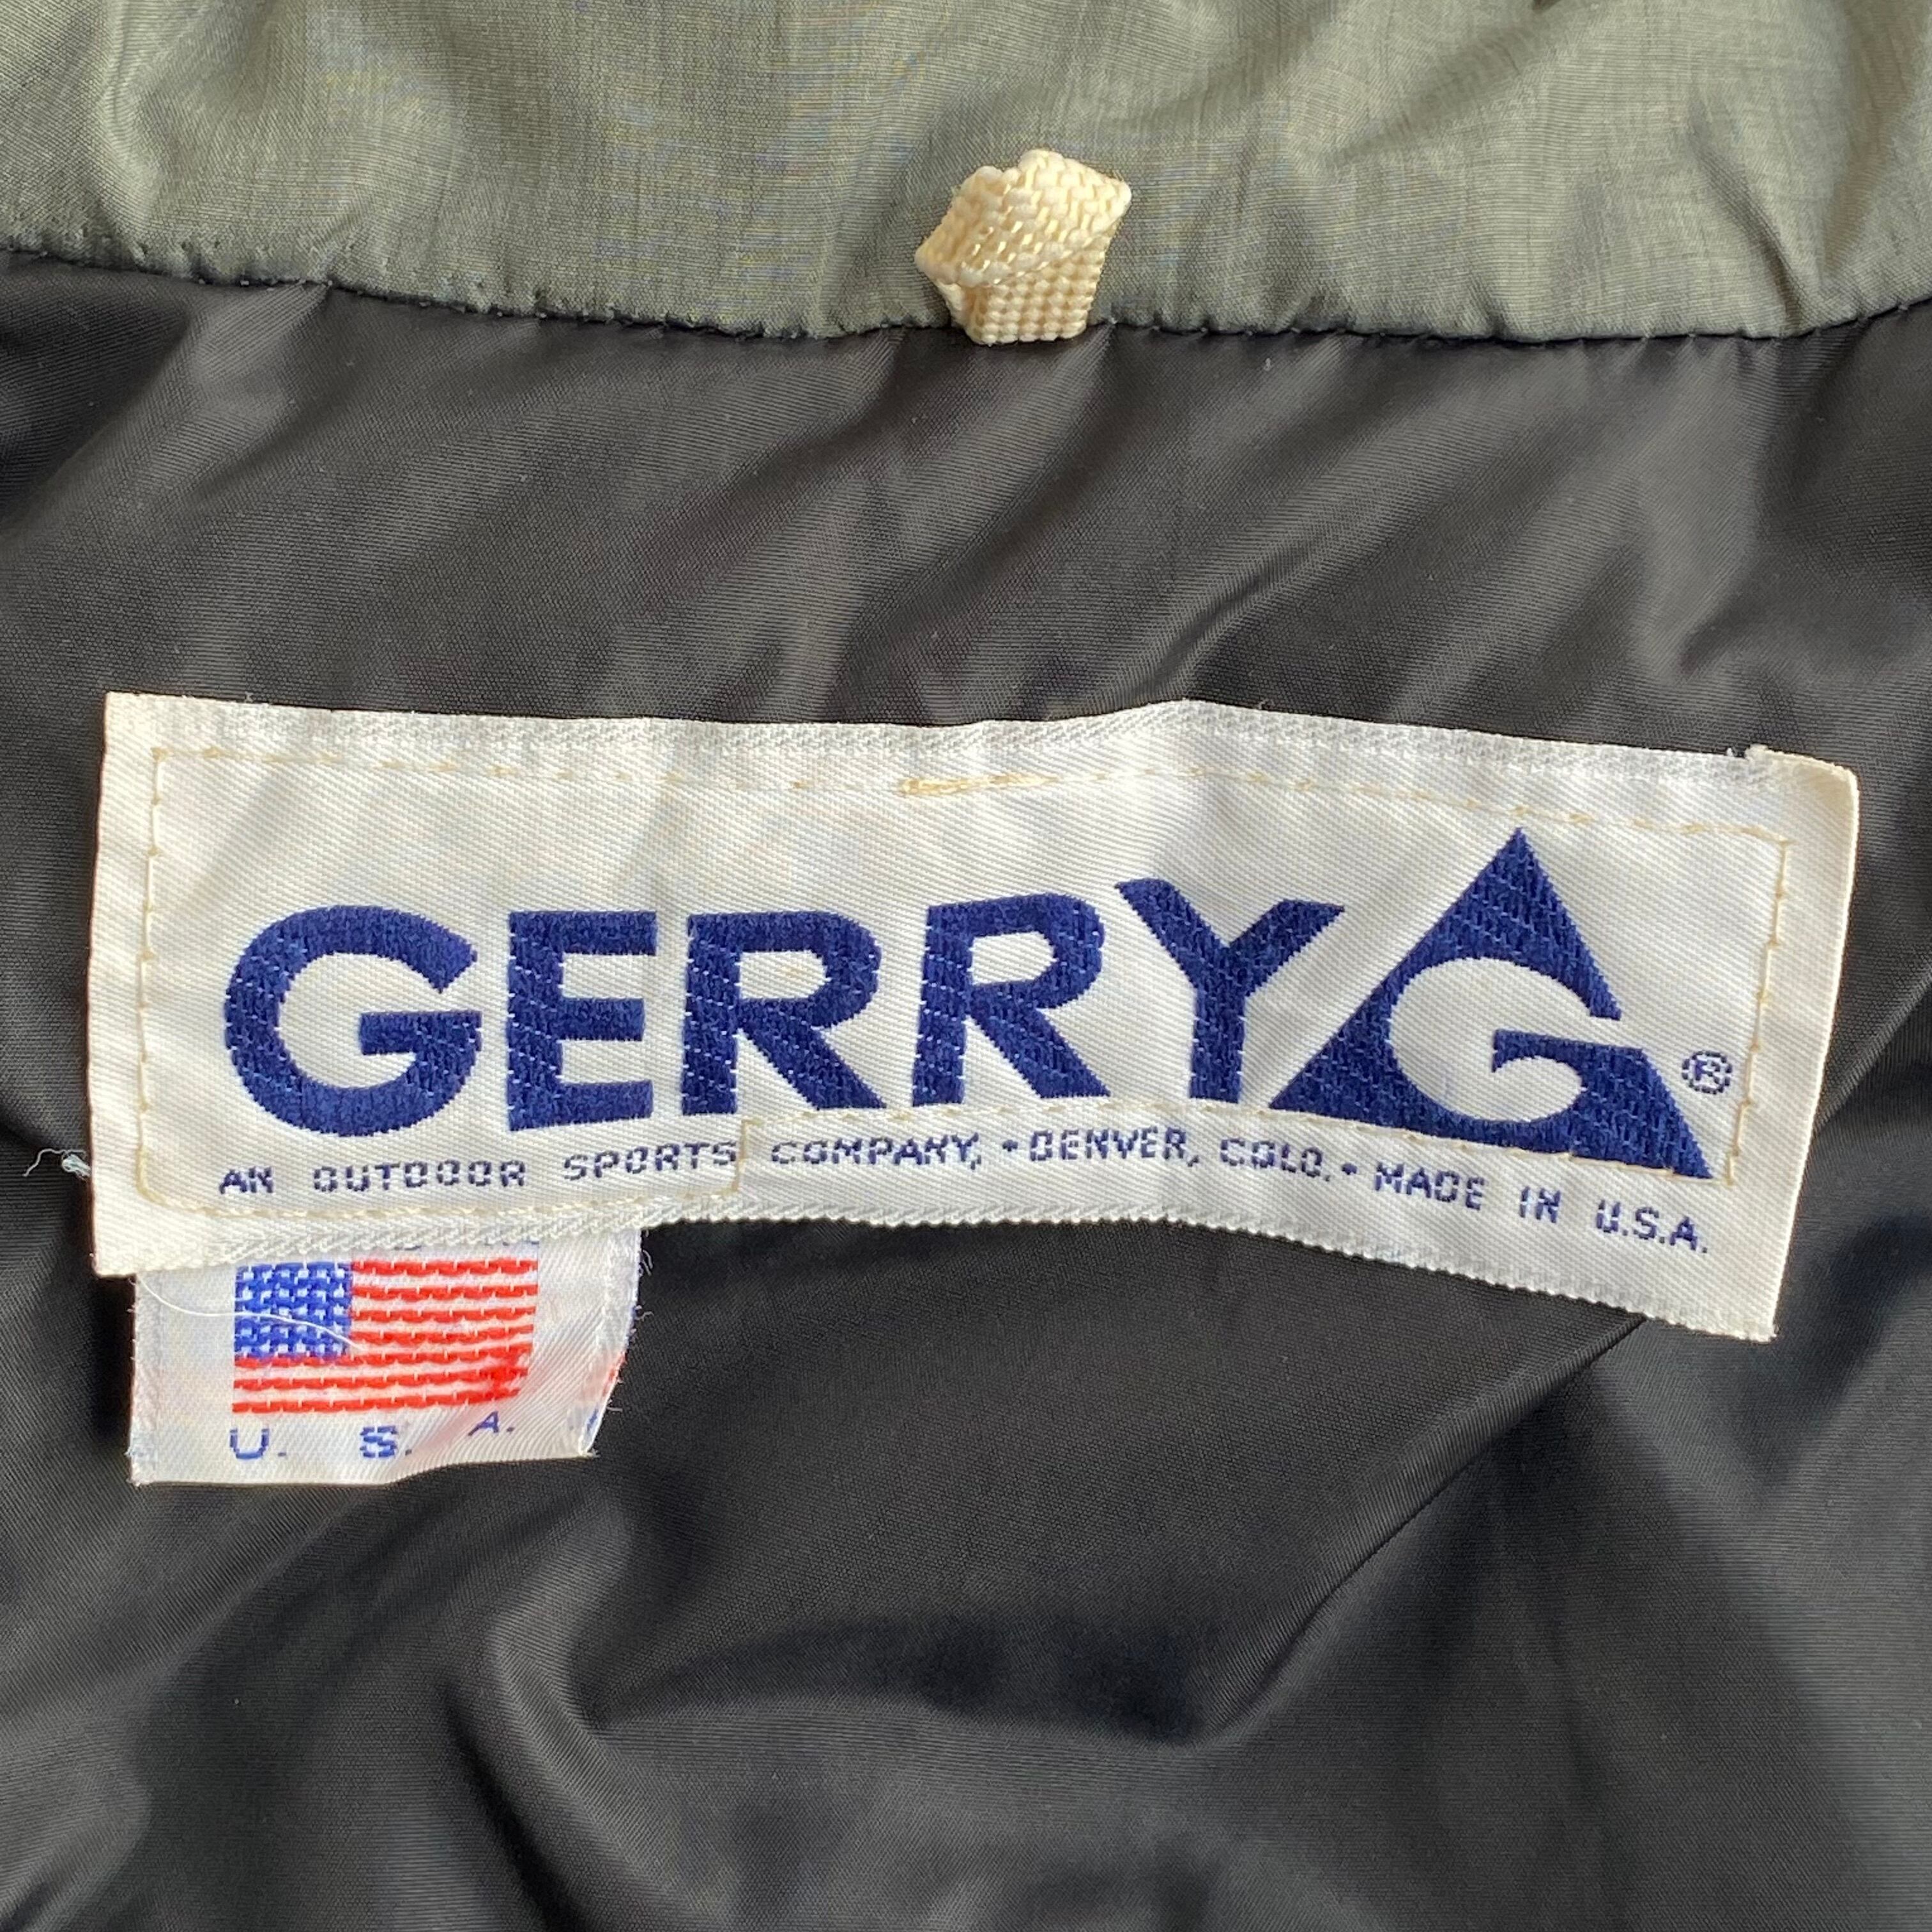 GERRY G ®
AN OUTDOOR SPORTS COMPANY, • DENVER, COLO. • MADE IN U.S.A.
U. S. A.